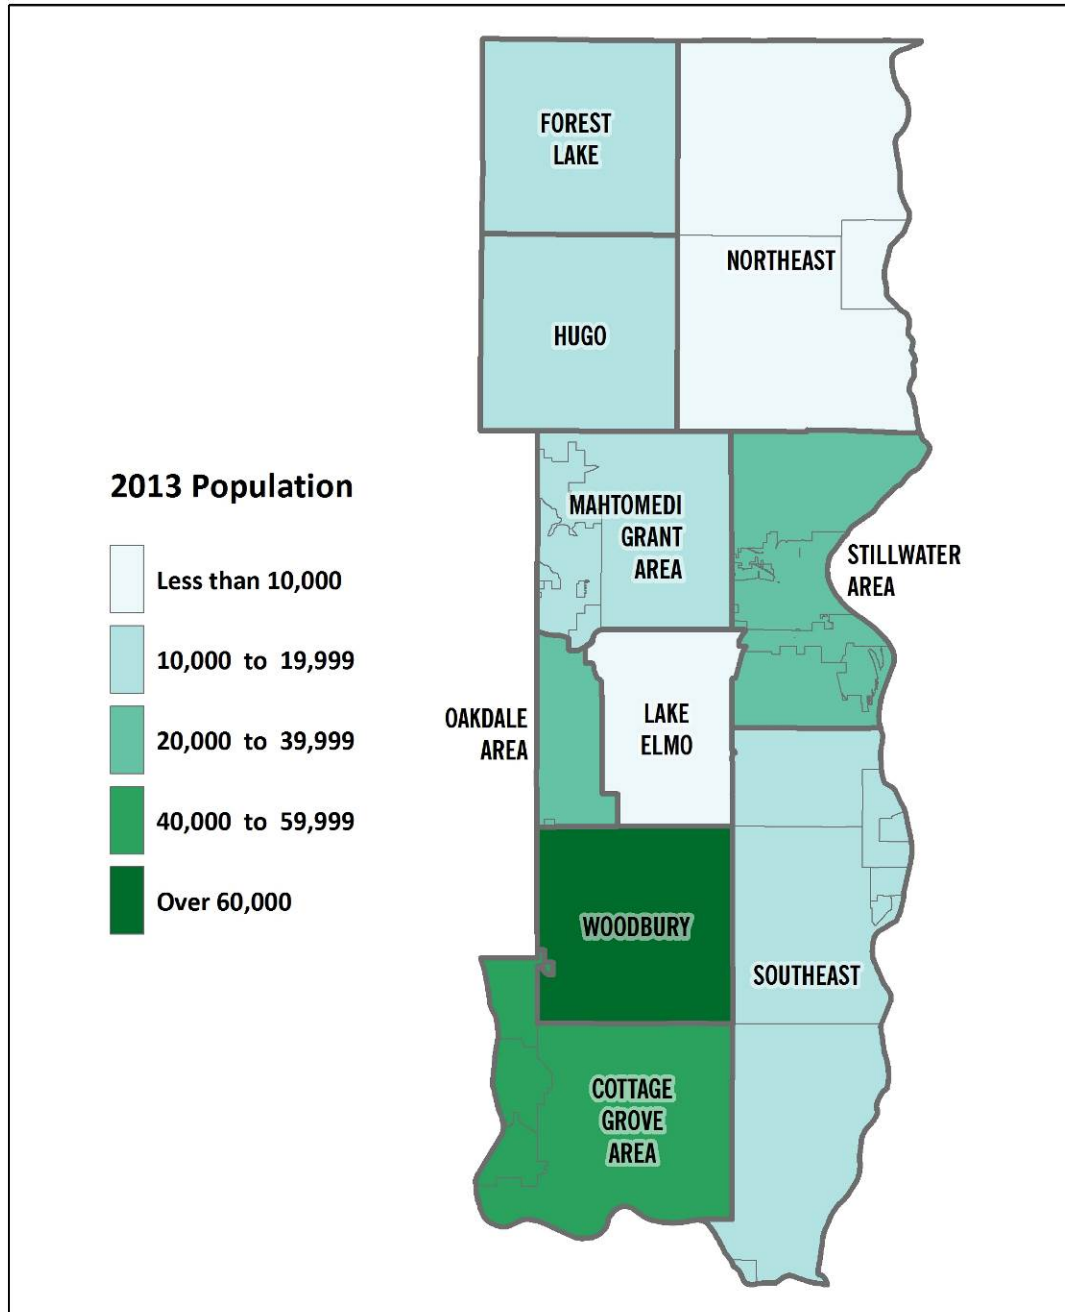 FOREST
LAKE
NORTHEAST
HUGO
2013 Population
Less than 10,000
10,000 to 19,999
20,000 to 39,999
40,000 to 59,999
Over 60,000
MAHTOMEDI
GRANT
AREA
STILLWATER
AREA
OAKDALE
AREA
LAKE
ELMO
WOODBURY
SOUTHEAST
COTTAGE
GROVE
AREA